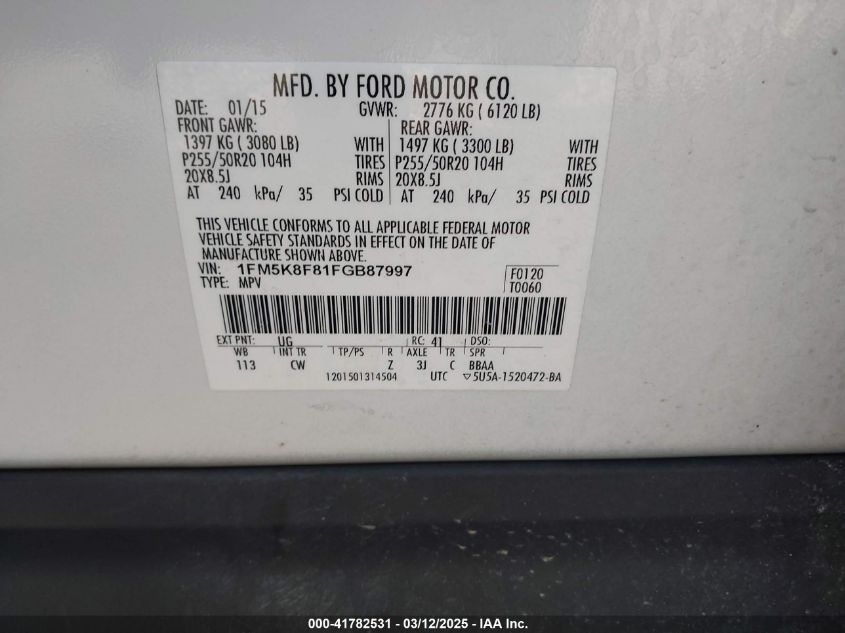 MFD. BY FORD MOTOR CO.
DATE: 01/15 GVWR: 2776 KG ( 6120 LB)
FRONT GAWR: REAR GAWR:
1397 KG ( 3080 LB) WITH 1497 KG ( 3300 LB) WITH
P255/50R20 104H TIRES P255/50R20 104H TIRES
20X8.5J RIMS 20X8.5J RIMS
AT 240 kPa/ 35 PSI COLD AT 240 kPa/ 35 PSI COLD
THIS VEHICLE CONFORMS TO ALL APPLICABLE FEDERAL MOTOR
VEHICLE SAFETY STANDARDS IN EFFECT ON THE DATE OF
MANUFACTURE SHOWN ABOVE.
VIN: 1FM5K8F81FGB87997 F0120
TYPE: MPV T0060
EXT PNT: UG RC: 41 DSO:
WB INT TR TP/PS R AXLE TR SPR
113 CW Z 3J C BBAA
1201501314504 UTC ▽5U5A-1520472-BA
000-41782531 - 03/12/2025 - IAA Inc.